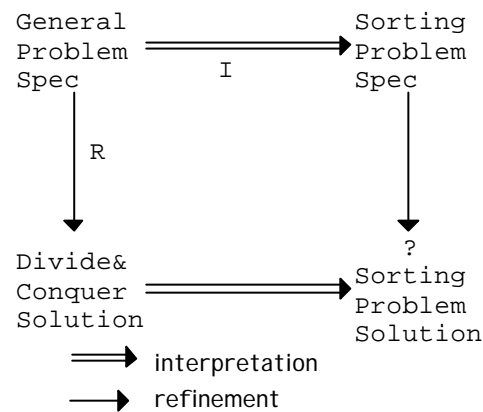 General
Problem
Spec
I
Sorting
Problem
Spec
R
?
Divide&
Conquer
Solution
Sorting
Problem
Solution
interpretation
refinement